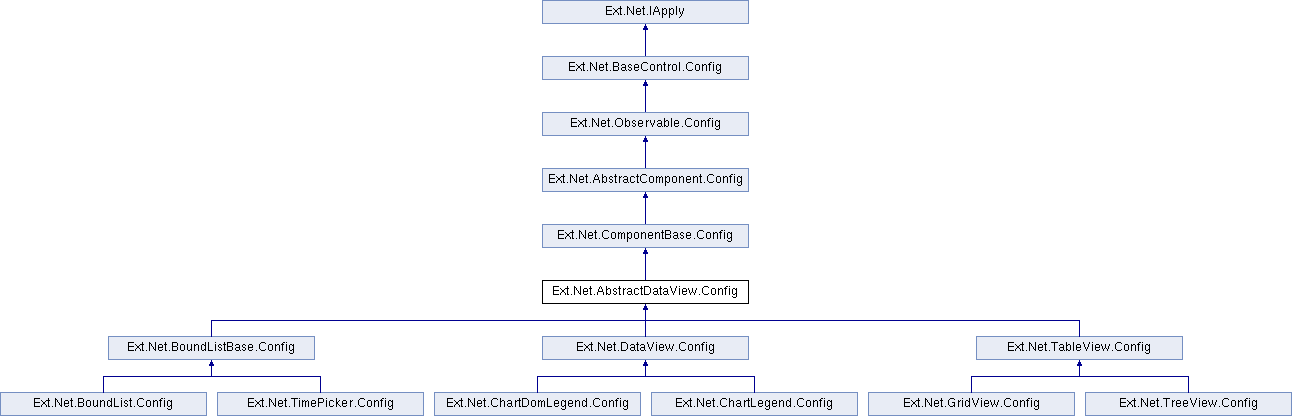 Ext.Net.IApply
Ext.Net.BaseControl.Config
Ext.Net.Observable.Config
Ext.Net.AbstractComponent.Config
Ext.Net.ComponentBase.Config
Ext.Net.AbstractDataView.Config
Ext.Net.BoundListBase.Config
Ext.Net.DataView.Config
Ext.Net.TableView.Config
Ext.Net.BoundList.Config
Ext.Net.TimePicker.Config
Ext.Net.ChartDomLegend.Config
Ext.Net.ChartLegend.Config
Ext.Net.GridView.Config
Ext.Net.TreeView.Config